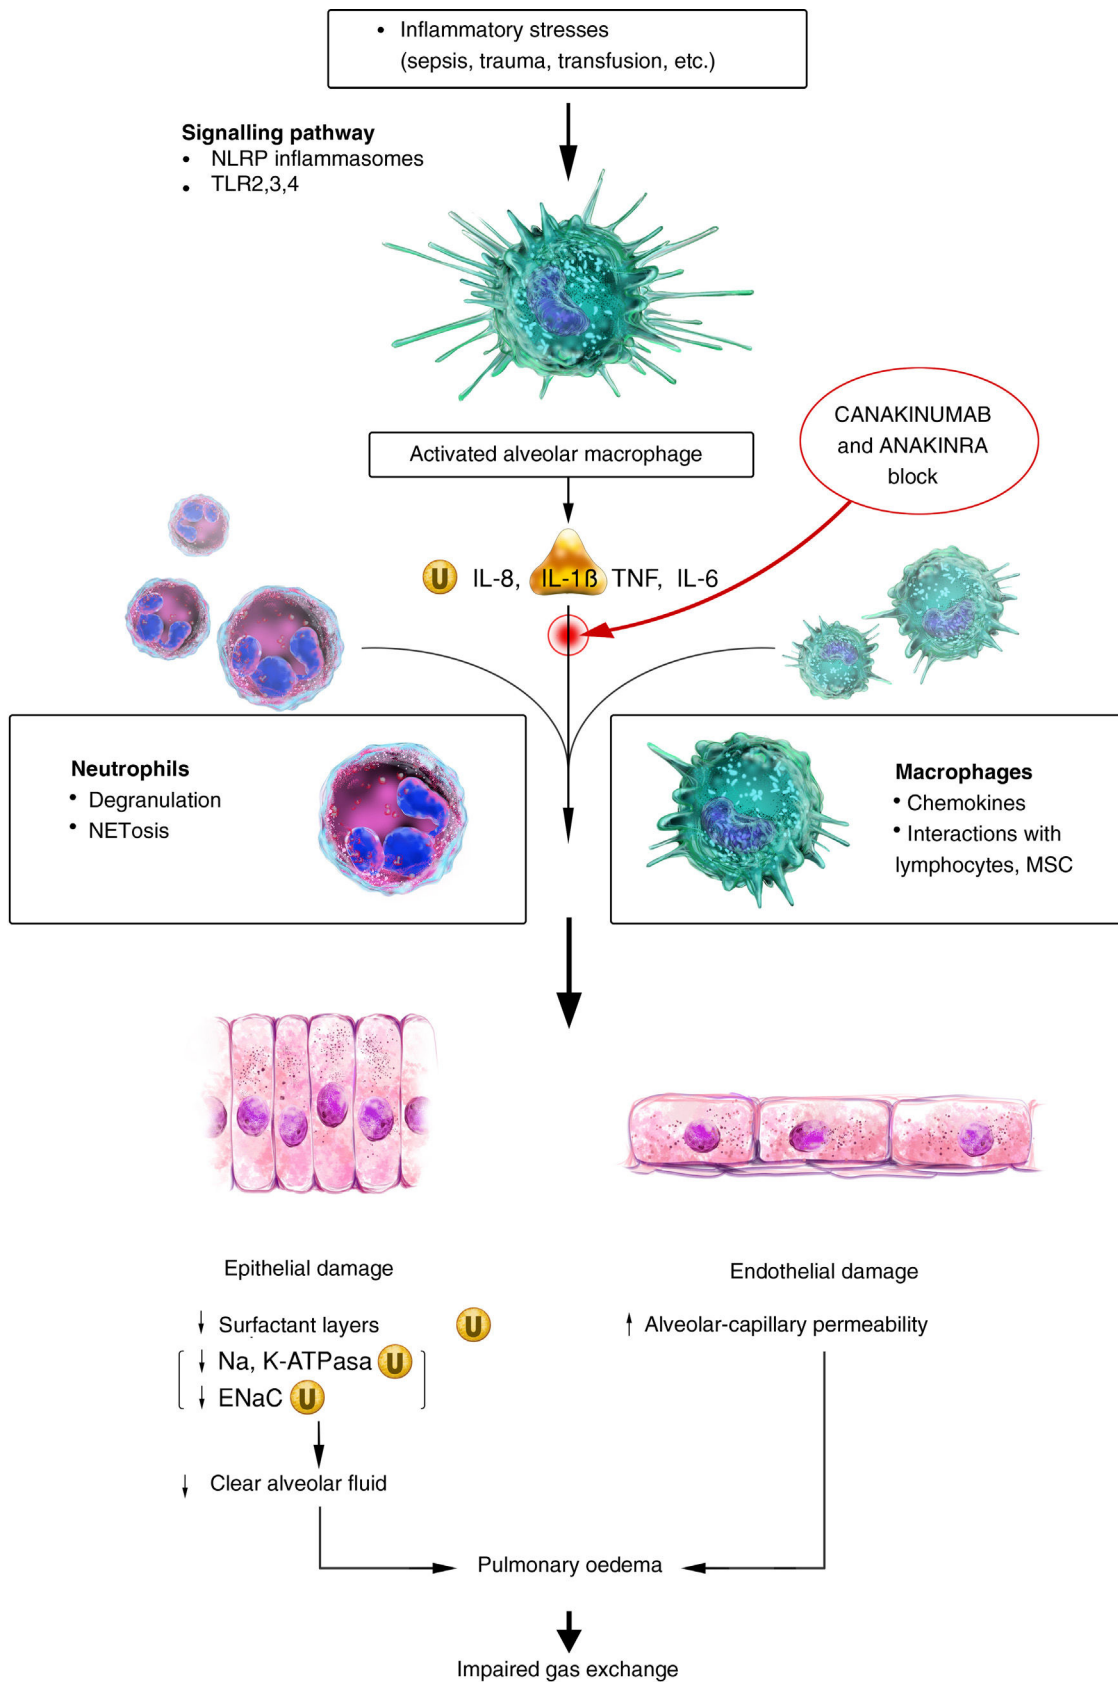 • Inflammatory stresses
(sepsis, trauma, transfusion, etc.)
Signalling pathway
• NLRP inflammasomes
• TLR2,3,4
Activated alveolar macrophage
CANAKINUMAB
and ANAKINRA
block
U IL-8, IL-1ß TNF, IL-6
Neutrophils
• Degranulation
• NETosis
Macrophages
• Chemokines
• Interactions with
lymphocytes, MSC
Epithelial damage
↓ Surfactant layers U
↓ Na, K-ATPasa U
↓ ENaC U
↓ Clear alveolar fluid
Endothelial damage
↑ Alveolar-capillary permeability
Pulmonary oedema
Impaired gas exchange